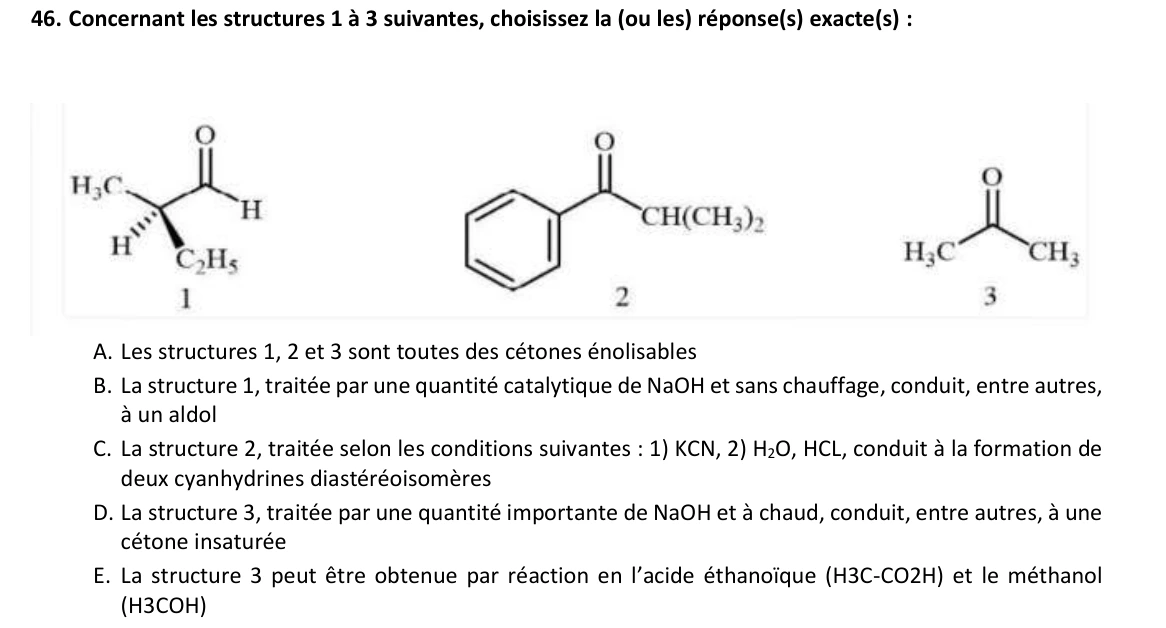 46. Concernant les structures 1 à 3 suivantes, choisissez la (ou les) réponse(s) exacte(s) :
O
H₃C
H
H
C₂H₅
1
O
CH(CH₃)₂
2
O
H₃C
CH₃
3
A. Les structures 1, 2 et 3 sont toutes des cétones énolisables
B. La structure 1, traitée par une quantité catalytique de NaOH et sans chauffage, conduit, entre autres,
à un aldol
C. La structure 2, traitée selon les conditions suivantes : 1) KCN, 2) H₂O, HCL, conduit à la formation de
deux cyanhydrines diastéréoisomères
D. La structure 3, traitée par une quantité importante de NaOH et à chaud, conduit, entre autres, à une
cétone insaturée
E. La structure 3 peut être obtenue par réaction en l’acide éthanoïque (H3C-CO2H) et le méthanol
(H3COH)